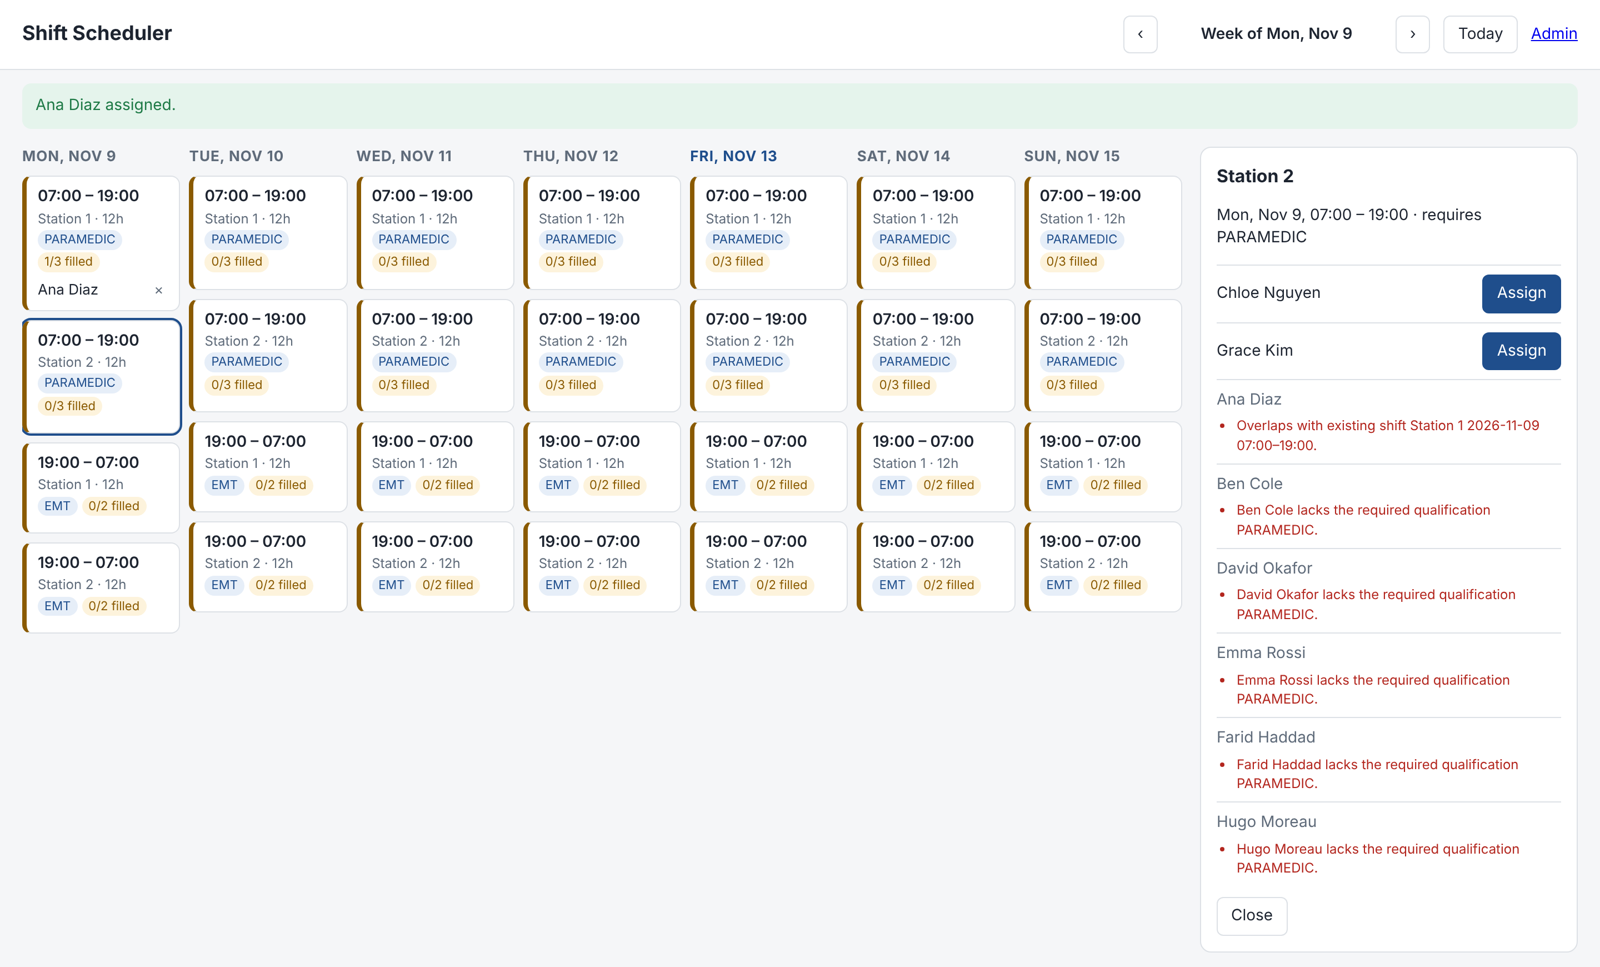 Shift Scheduler
‹
Week of Mon, Nov 9
›
Today
Admin
Ana Diaz assigned.
MON, NOV 9
07:00 – 19:00
Station 1 · 12h
PARAMEDIC
1/3 filled
Ana Diaz ×
07:00 – 19:00
Station 2 · 12h
PARAMEDIC
0/3 filled
19:00 – 07:00
Station 1 · 12h
EMT 0/2 filled
19:00 – 07:00
Station 2 · 12h
EMT 0/2 filled
TUE, NOV 10
07:00 – 19:00
Station 1 · 12h
PARAMEDIC
0/3 filled
07:00 – 19:00
Station 2 · 12h
PARAMEDIC
0/3 filled
19:00 – 07:00
Station 1 · 12h
EMT 0/2 filled
19:00 – 07:00
Station 2 · 12h
EMT 0/2 filled
WED, NOV 11
07:00 – 19:00
Station 1 · 12h
PARAMEDIC
0/3 filled
07:00 – 19:00
Station 2 · 12h
PARAMEDIC
0/3 filled
19:00 – 07:00
Station 1 · 12h
EMT 0/2 filled
19:00 – 07:00
Station 2 · 12h
EMT 0/2 filled
THU, NOV 12
07:00 – 19:00
Station 1 · 12h
PARAMEDIC
0/3 filled
07:00 – 19:00
Station 2 · 12h
PARAMEDIC
0/3 filled
19:00 – 07:00
Station 1 · 12h
EMT 0/2 filled
19:00 – 07:00
Station 2 · 12h
EMT 0/2 filled
FRI, NOV 13
07:00 – 19:00
Station 1 · 12h
PARAMEDIC
0/3 filled
07:00 – 19:00
Station 2 · 12h
PARAMEDIC
0/3 filled
19:00 – 07:00
Station 1 · 12h
EMT 0/2 filled
19:00 – 07:00
Station 2 · 12h
EMT 0/2 filled
SAT, NOV 14
07:00 – 19:00
Station 1 · 12h
PARAMEDIC
0/3 filled
07:00 – 19:00
Station 2 · 12h
PARAMEDIC
0/3 filled
19:00 – 07:00
Station 1 · 12h
EMT 0/2 filled
19:00 – 07:00
Station 2 · 12h
EMT 0/2 filled
SUN, NOV 15
07:00 – 19:00
Station 1 · 12h
PARAMEDIC
0/3 filled
07:00 – 19:00
Station 2 · 12h
PARAMEDIC
0/3 filled
19:00 – 07:00
Station 1 · 12h
EMT 0/2 filled
19:00 – 07:00
Station 2 · 12h
EMT 0/2 filled
Station 2
Mon, Nov 9, 07:00 – 19:00 · requires
PARAMEDIC
Chloe Nguyen Assign
Grace Kim Assign
Ana Diaz
• Overlaps with existing shift Station 1 2026-11-09
07:00–19:00.
Ben Cole
• Ben Cole lacks the required qualification
PARAMEDIC.
David Okafor
• David Okafor lacks the required qualification
PARAMEDIC.
Emma Rossi
• Emma Rossi lacks the required qualification
PARAMEDIC.
Farid Haddad
• Farid Haddad lacks the required qualification
PARAMEDIC.
Hugo Moreau
• Hugo Moreau lacks the required qualification
PARAMEDIC.
Close